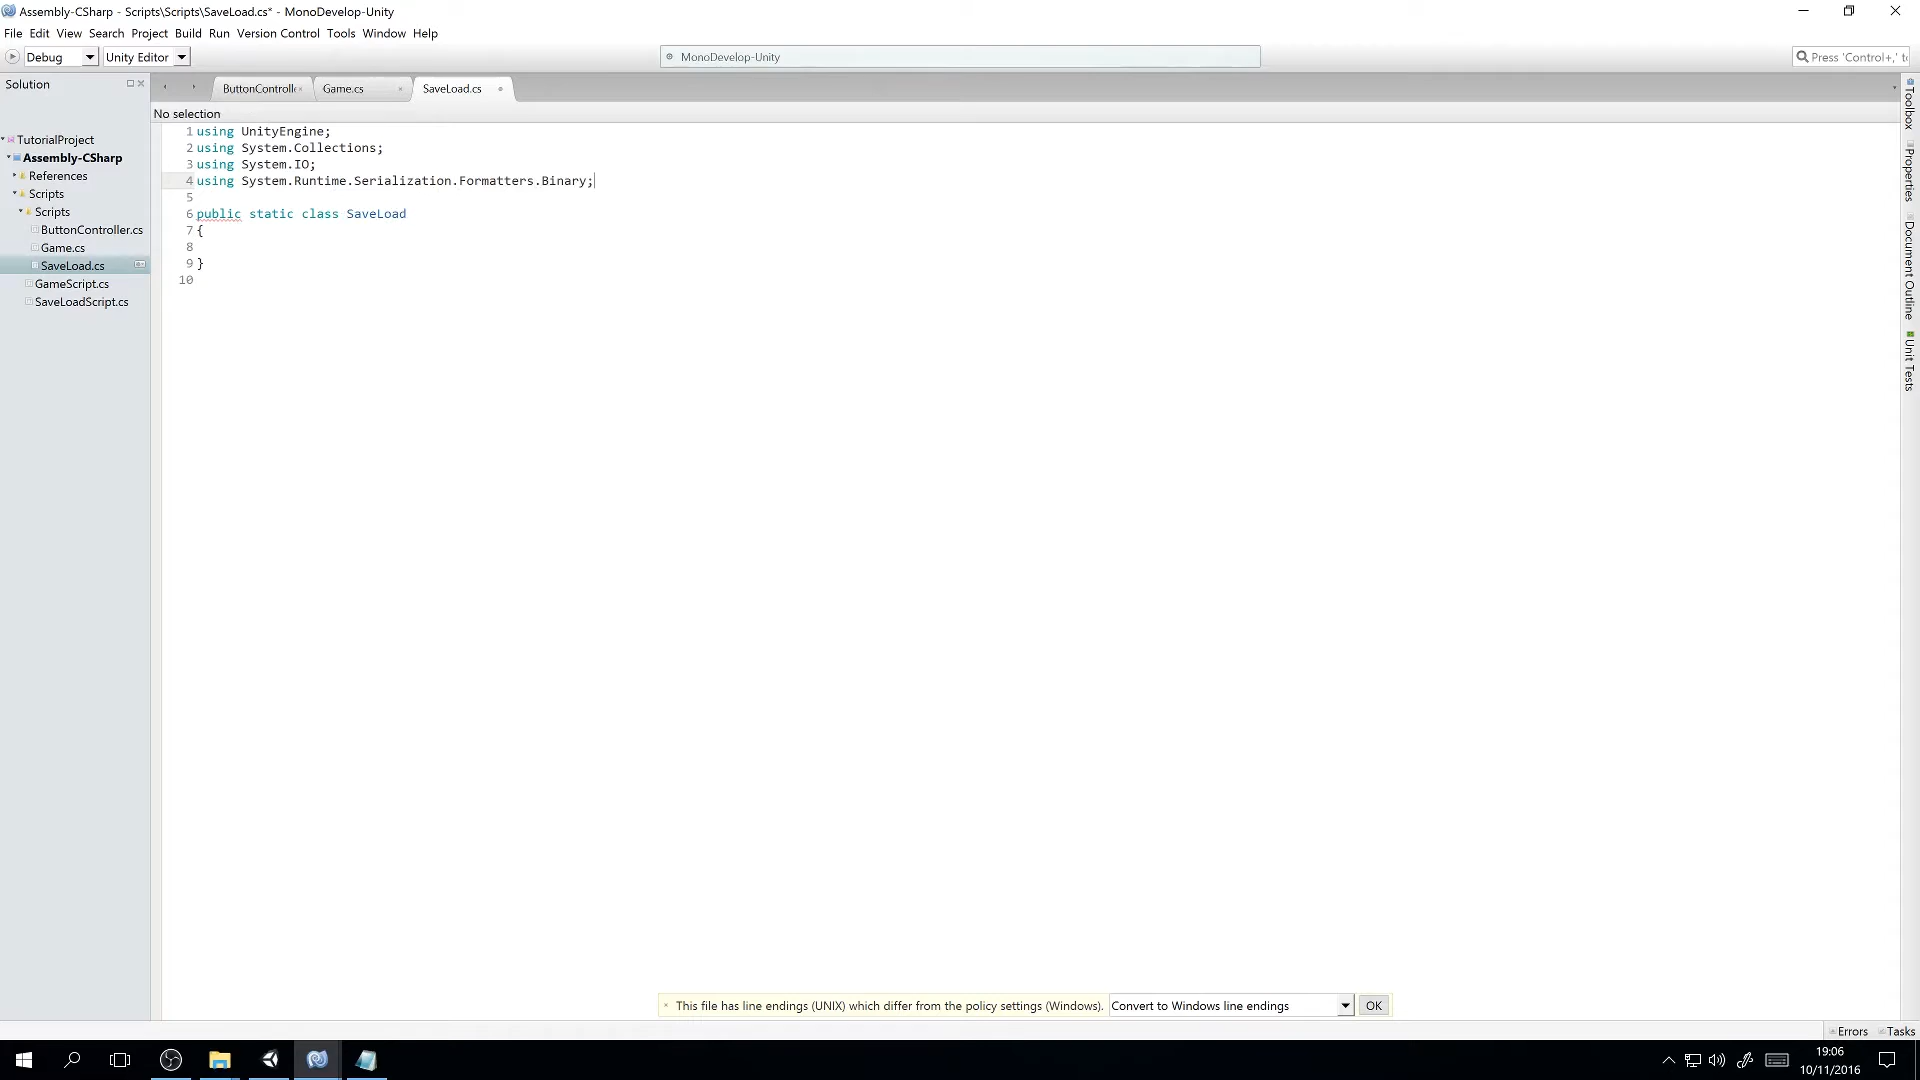 Assembly-CSharp - Scripts\Scripts\SaveLoad.cs* - MonoDevelop-Unity
File Edit View Search Project Build Run Version Control Tools Window Help
Debug Unity Editor MonoDevelop-Unity Press 'Control+,' t
Solution
ButtonControlle Game.cs SaveLoad.cs
No selection
TutorialProject
Assembly-CSharp
References
Scripts
Scripts
ButtonController.cs
Game.cs
SaveLoad.cs
GameScript.cs
SaveLoadScript.cs
1 using UnityEngine;
2 using System.Collections;
3 using System.IO;
4 using System.Runtime.Serialization.Formatters.Binary;
5
6 public static class SaveLoad
7 {
8
9 }
10
Toolbox
Properties
Document Outline
Unit Tests
This file has line endings (UNIX) which differ from the policy settings (Windows). Convert to Windows line endings OK
Errors Tasks
19:06
10/11/2016